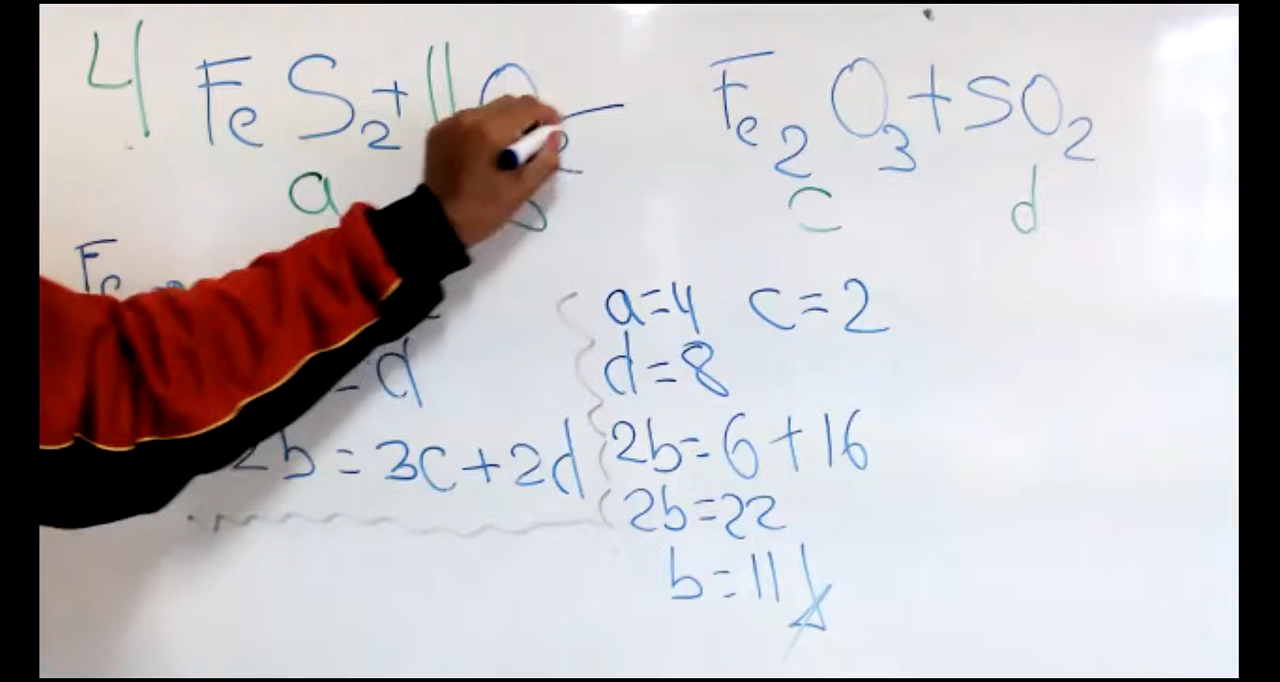 4 FeS₂ + 11 O₂ — Fe₂O₃ + SO₂
a c d
Fe
a=4 c=2
= d
d=8
2b = 3c + 2d
2b = 6 + 16
2b = 22
b = 11